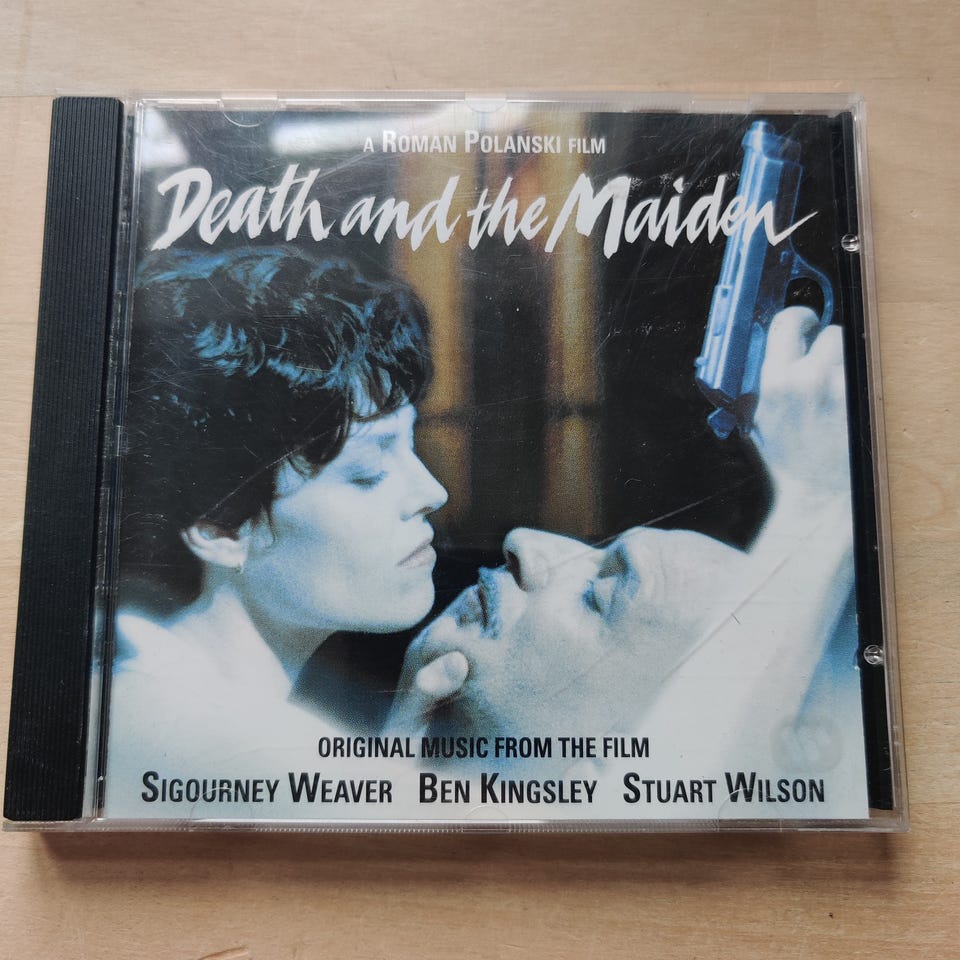 A ROMAN POLANSKI FILM
Death and the Maiden
ORIGINAL MUSIC FROM THE FILM
SIGOURNEY WEAVER BEN KINGSLEY STUART WILSON